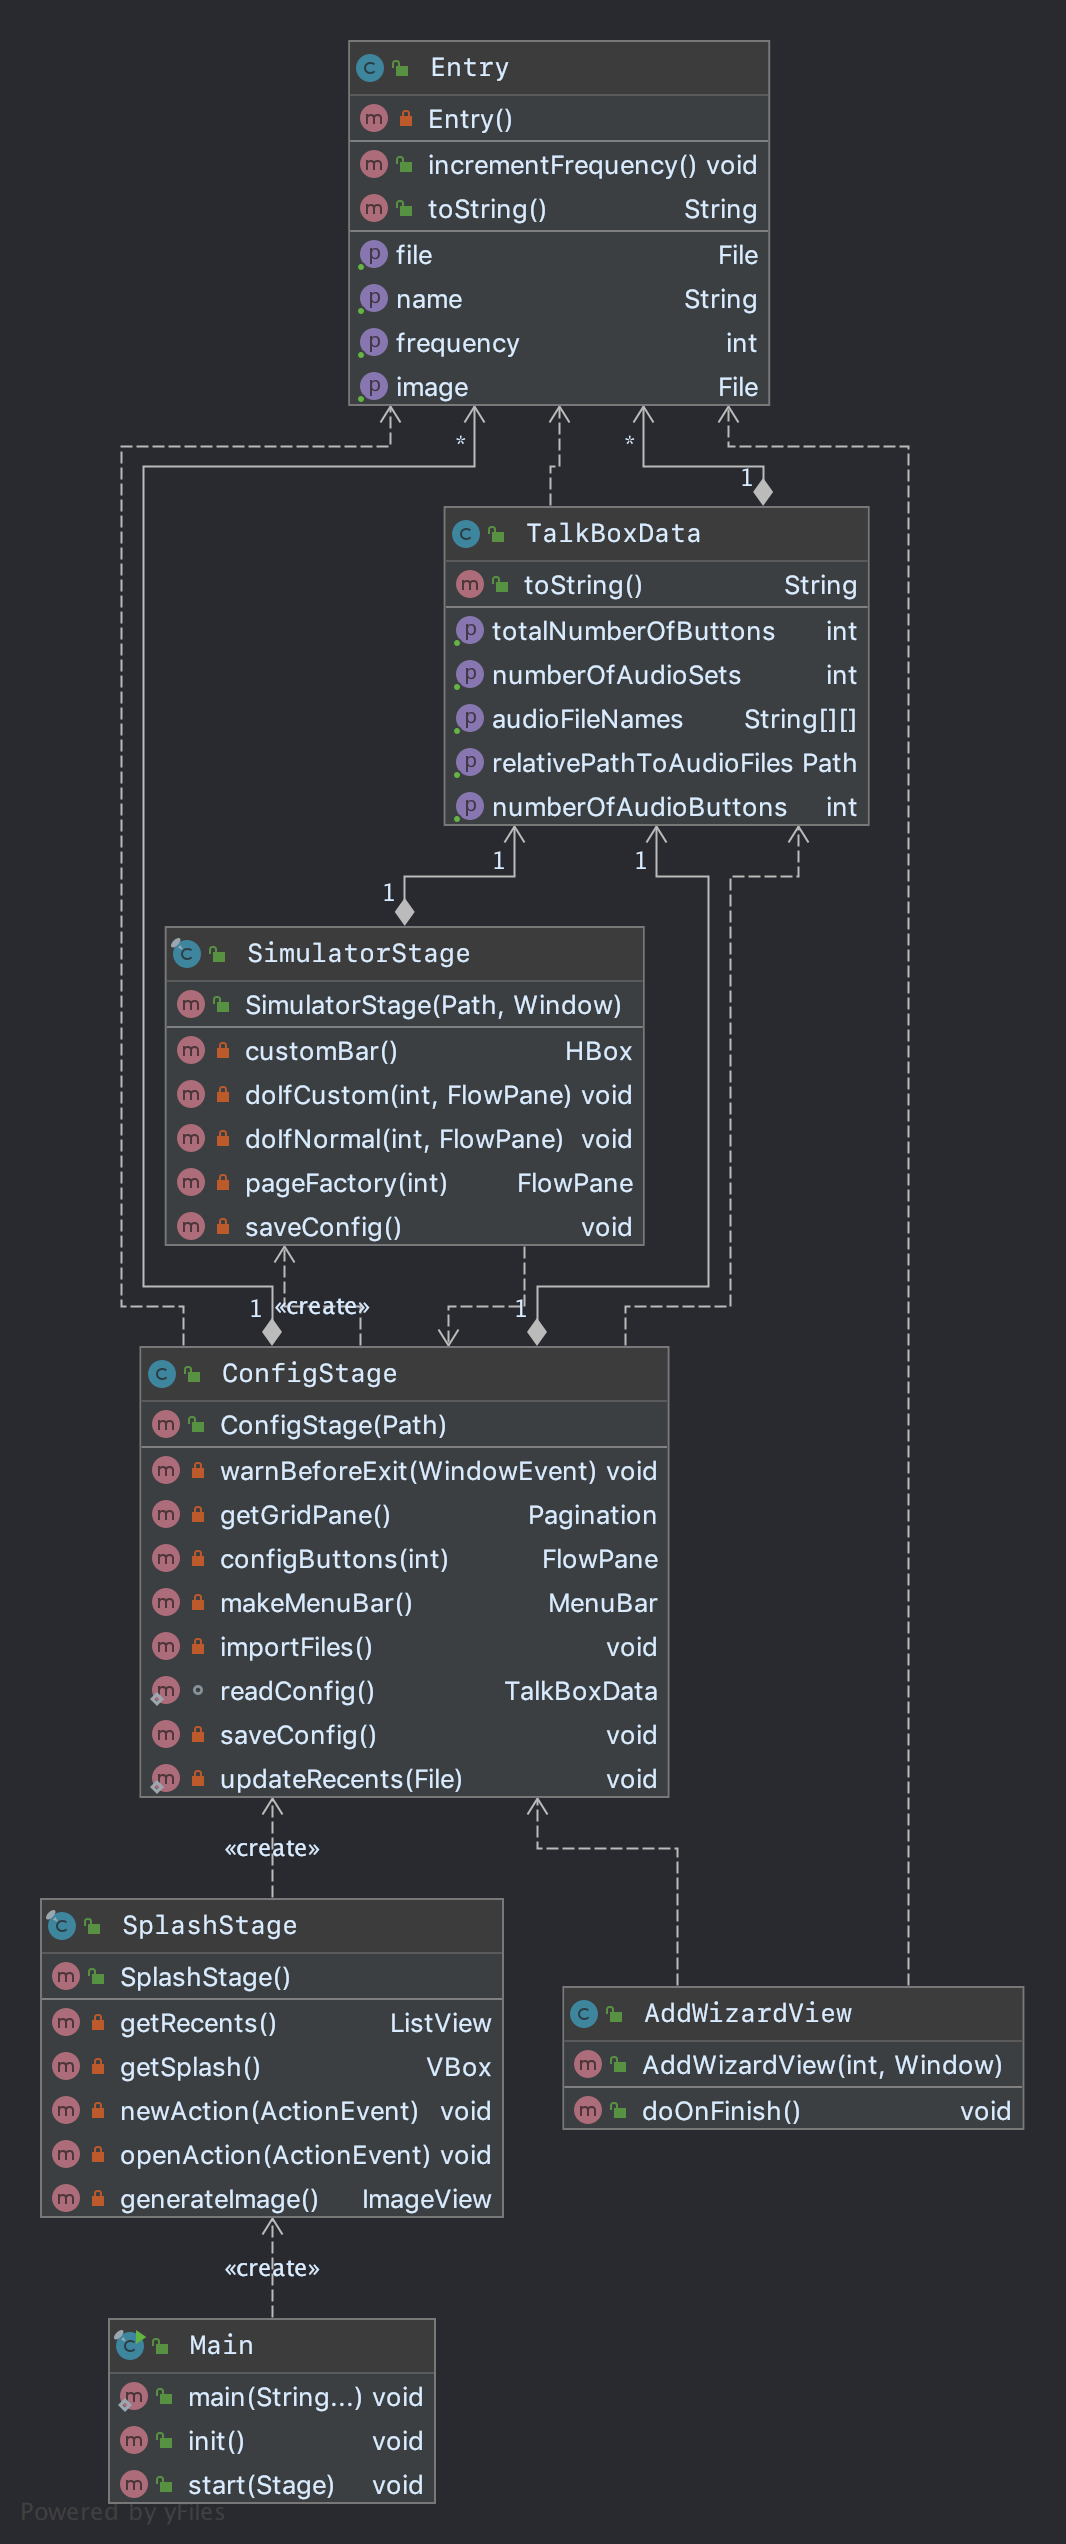 Entry
Entry()
incrementFrequency() void
toString() String
file File
name String
frequency int
image File
* *
1
TalkBoxData
toString() String
totalNumberOfButtons int
numberOfAudioSets int
audioFileNames String[][]
relativePathToAudioFiles Path
numberOfAudioButtons int
1 1
1
SimulatorStage
SimulatorStage(Path, Window)
customBar() HBox
doIfCustom(int, FlowPane) void
doIfNormal(int, FlowPane) void
pageFactory(int) FlowPane
saveConfig() void
1 «create» 1
ConfigStage
ConfigStage(Path)
warnBeforeExit(WindowEvent) void
getGridPane() Pagination
configButtons(int) FlowPane
makeMenuBar() MenuBar
importFiles() void
readConfig() TalkBoxData
saveConfig() void
updateRecents(File) void
«create»
SplashStage
SplashStage()
getRecents() ListView
getSplash() VBox
newAction(ActionEvent) void
openAction(ActionEvent) void
generateImage() ImageView
AddWizardView
AddWizardView(int, Window)
doOnFinish() void
«create»
Main
main(String...) void
init() void
start(Stage) void
Powered by yFiles